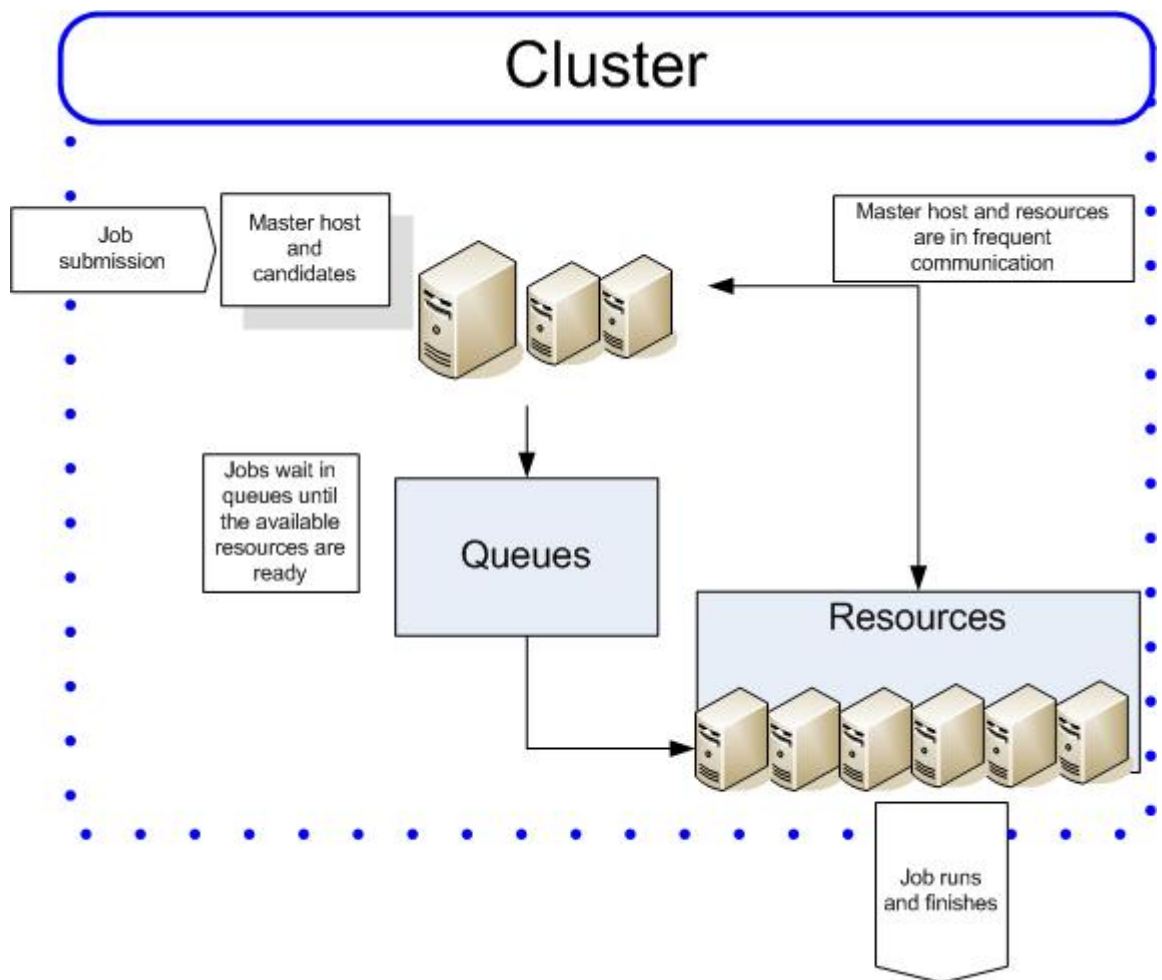 Cluster
Job
submission
Master host
and
candidates
Master host and resources
are in frequent
communication
Jobs wait in
queues until
the available
resources are
ready
Queues
Resources
Job runs
and finishes